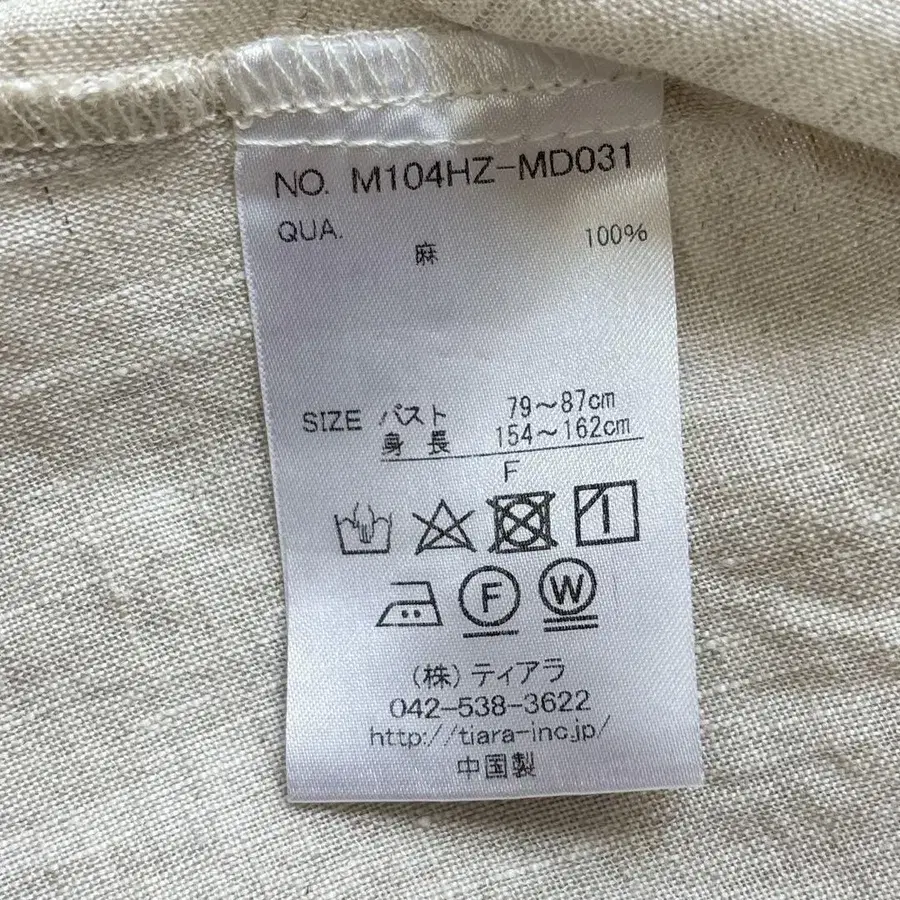 NO. M104HZ-MD031
QUA.
麻 100%
SIZE バスト 79～87cm
身長 154～162cm
F
F W
(株)ティアラ
042-538-3622
http://tiara-inc.jp/
中国製